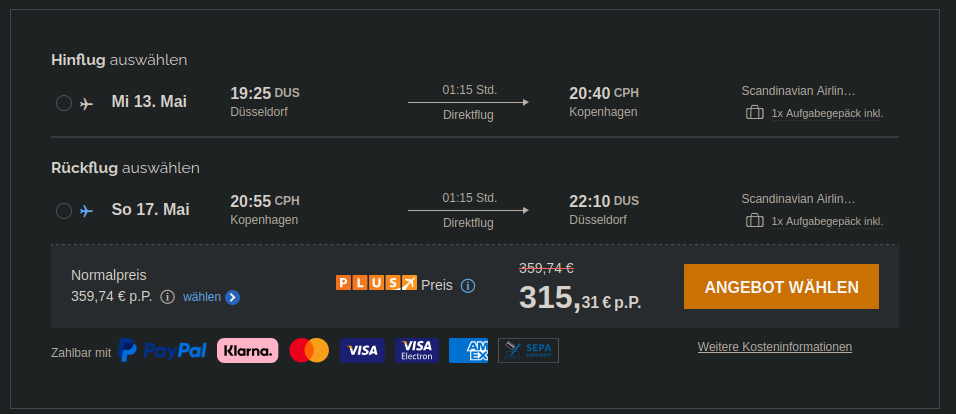 Hinflug auswählen
Mi 13. Mai 19:25 DUS 01:15 Std. 20:40 CPH Scandinavian Airlin…
Düsseldorf Direktflug Kopenhagen 1x Aufgabegepäck inkl.
Rückflug auswählen
So 17. Mai 20:55 CPH 01:15 Std. 22:10 DUS Scandinavian Airlin…
Kopenhagen Direktflug Düsseldorf 1x Aufgabegepäck inkl.
Normalpreis
359,74 € p.P. wählen
PLUS Preis
359,74 €
315,31 € p.P.
ANGEBOT WÄHLEN
Zahlbar mit PayPal Klarna. VISA VISA Electron AMEX SEPA
Weitere Kosteninformationen